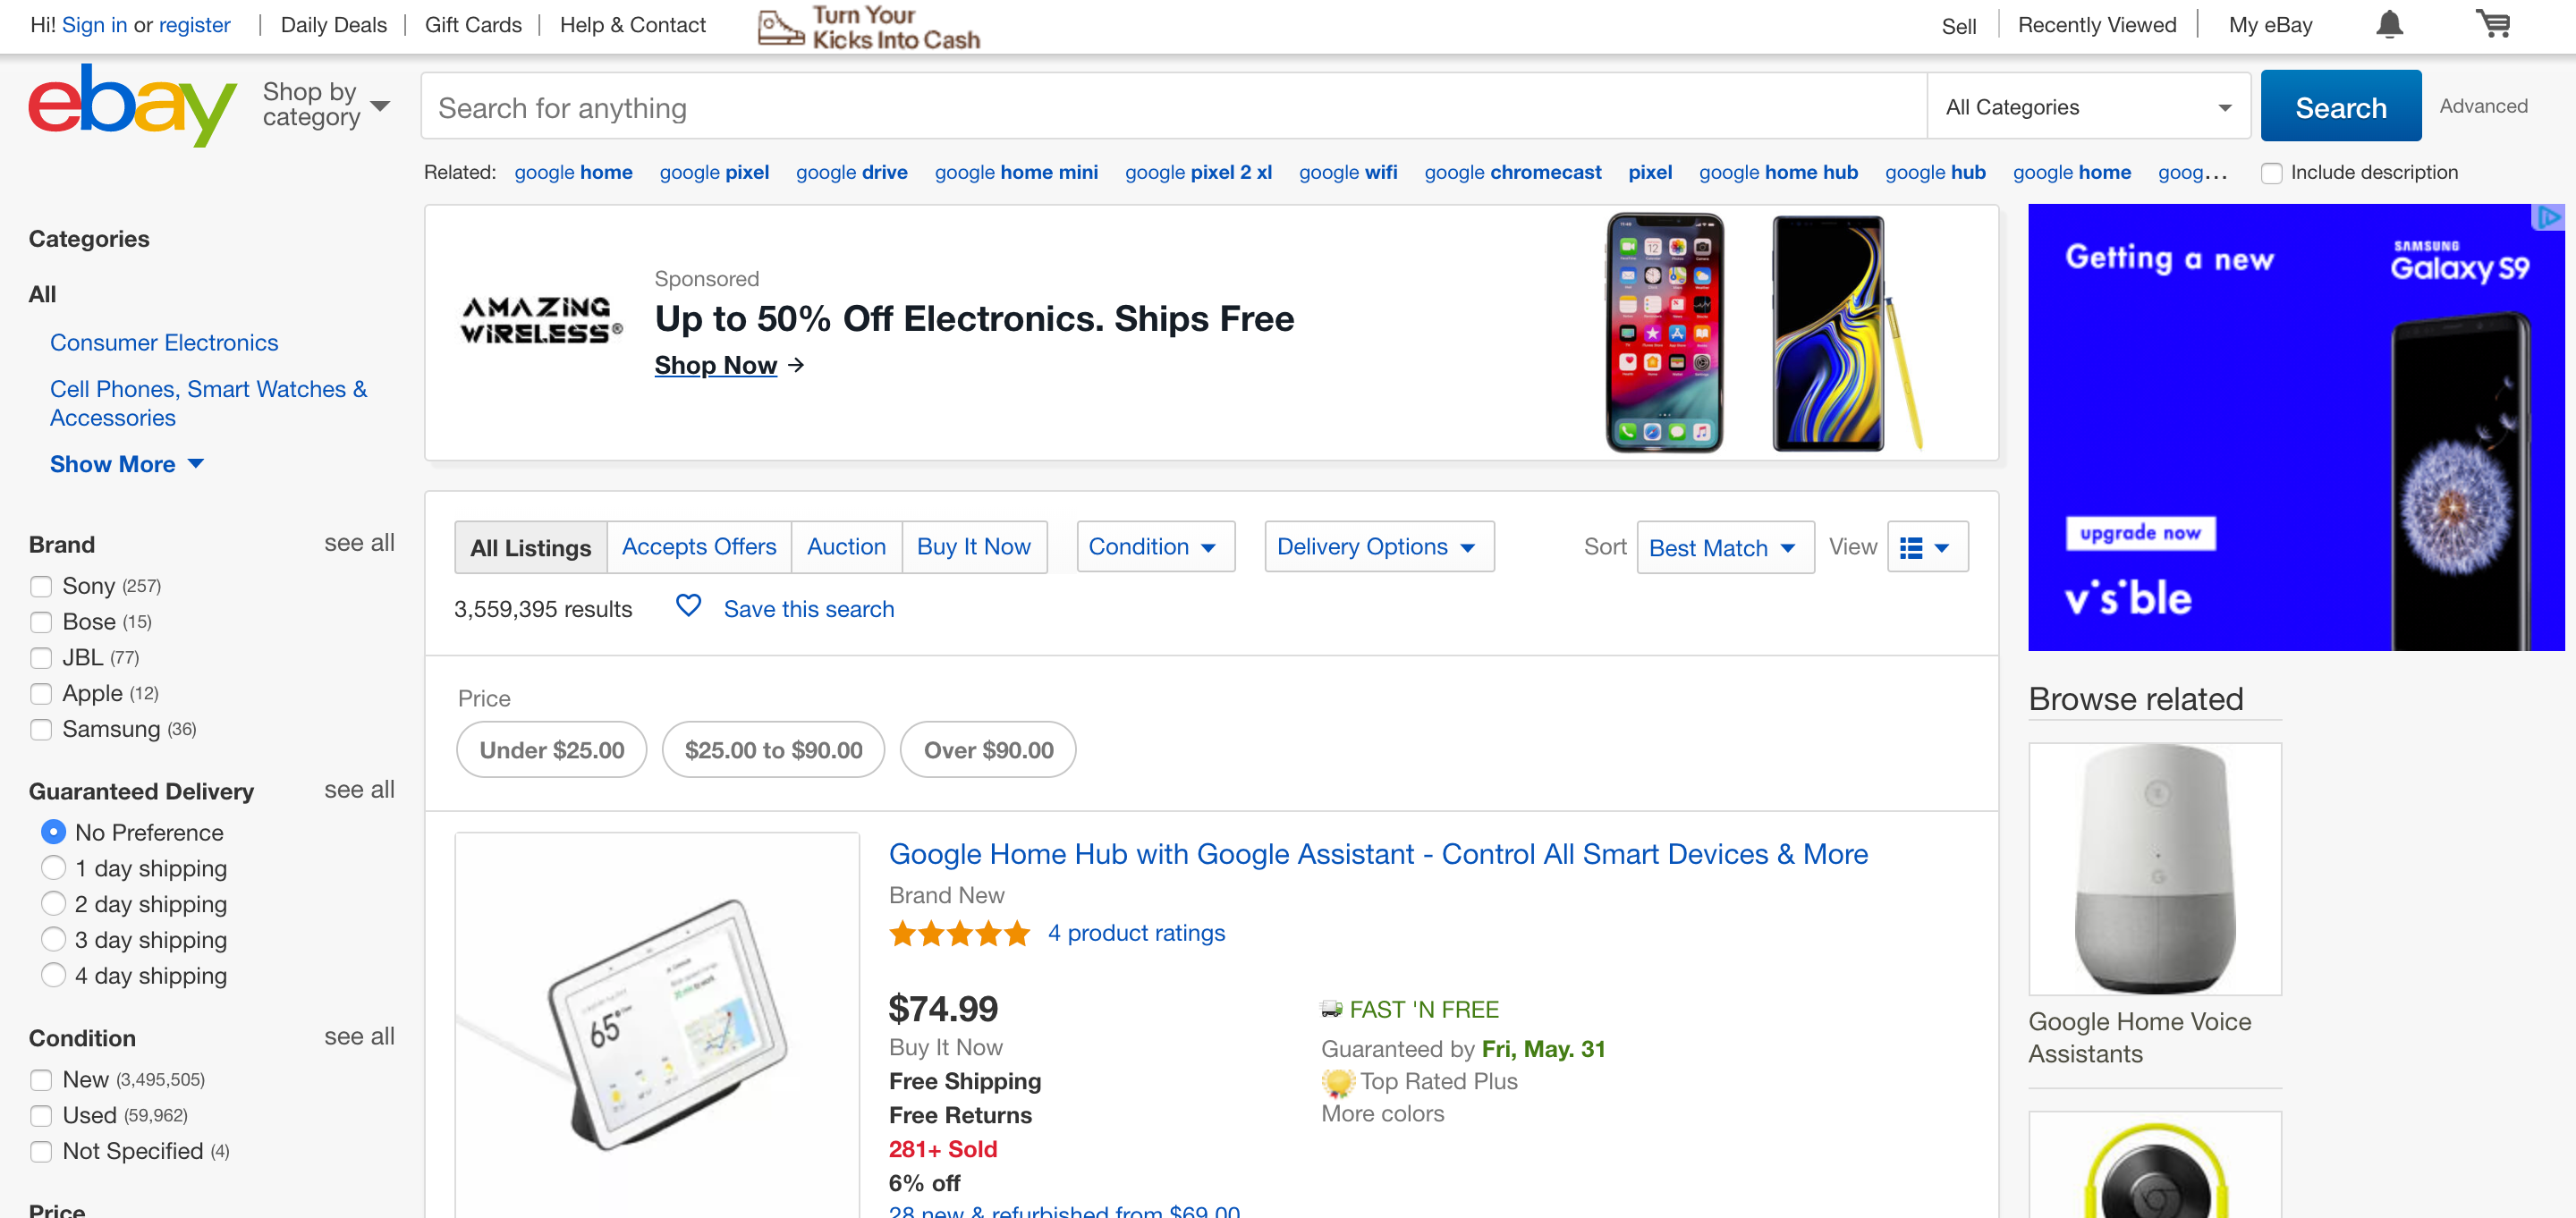 Hi! Sign in or register
Daily Deals
Gift Cards
Help & Contact
Turn Your
Kicks Into Cash
Sell
Recently Viewed
My eBay
ebay
Shop by
category
Search for anything
All Categories
Search
Advanced
Related: google home google pixel google drive google home mini google pixel 2 xl google wifi google chromecast pixel google home hub google hub google home goog...
Include description
Categories
All
Consumer Electronics
Cell Phones, Smart Watches &
Accessories
Show More
Brand see all
Sony (257)
Bose (15)
JBL (77)
Apple (12)
Samsung (36)
Guaranteed Delivery see all
No Preference
1 day shipping
2 day shipping
3 day shipping
4 day shipping
Condition see all
New (3,495,505)
Used (59,962)
Not Specified (4)
Price
AMAZING
WIRELESS®
Sponsored
Up to 50% Off Electronics. Ships Free
Shop Now →
All Listings
Accepts Offers
Auction
Buy It Now
Condition
Delivery Options
Sort
Best Match
View
3,559,395 results
Save this search
Price
Under $25.00
$25.00 to $90.00
Over $90.00
65°
Google Home Hub with Google Assistant - Control All Smart Devices & More
Brand New
4 product ratings
$74.99
Buy It Now
Free Shipping
Free Returns
281+ Sold
6% off
28 new & refurbished from $69.00
FAST 'N FREE
Guaranteed by Fri, May. 31
Top Rated Plus
More colors
Getting a new
SAMSUNG
Galaxy S9
upgrade now
visible
Browse related
G
Google Home Voice
Assistants